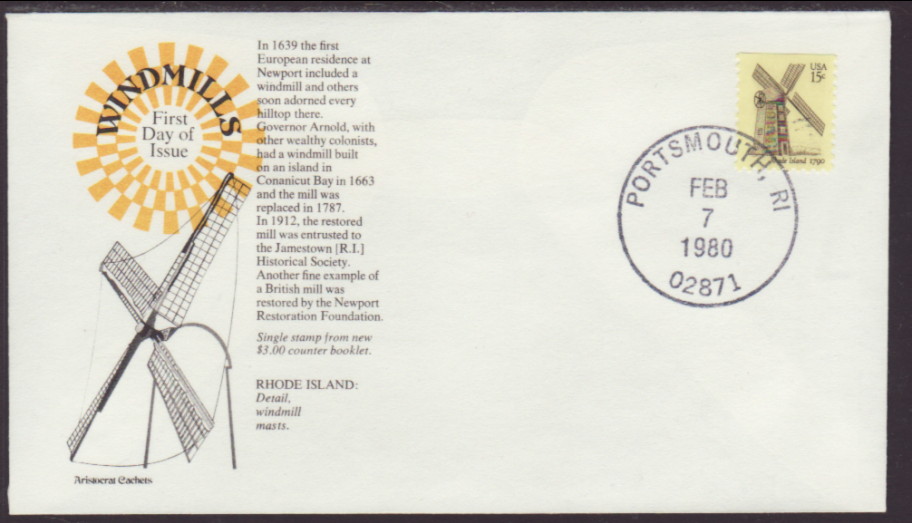 WINDMILLS
First
Day of
Issue
In 1639 the first
European residence at
Newport included a
windmill and others
soon adorned every
hilltop there.
Governor Arnold, with
other wealthy colonists,
had a windmill built
on an island in
Conanicut Bay in 1663
and the mill was
replaced in 1787.
In 1912, the restored
mill was entrusted to
the Jamestown [R.I.]
Historical Society.
Another fine example of
a British mill was
restored by the Newport
Restoration Foundation.
Single stamp from new
$3.00 counter booklet.
RHODE ISLAND:
Detail,
windmill
masts.
Aristocrat Cachets
USA
15c
Rhode Island 1790
PORTSMOUTH, RI
FEB
7
1980
02871